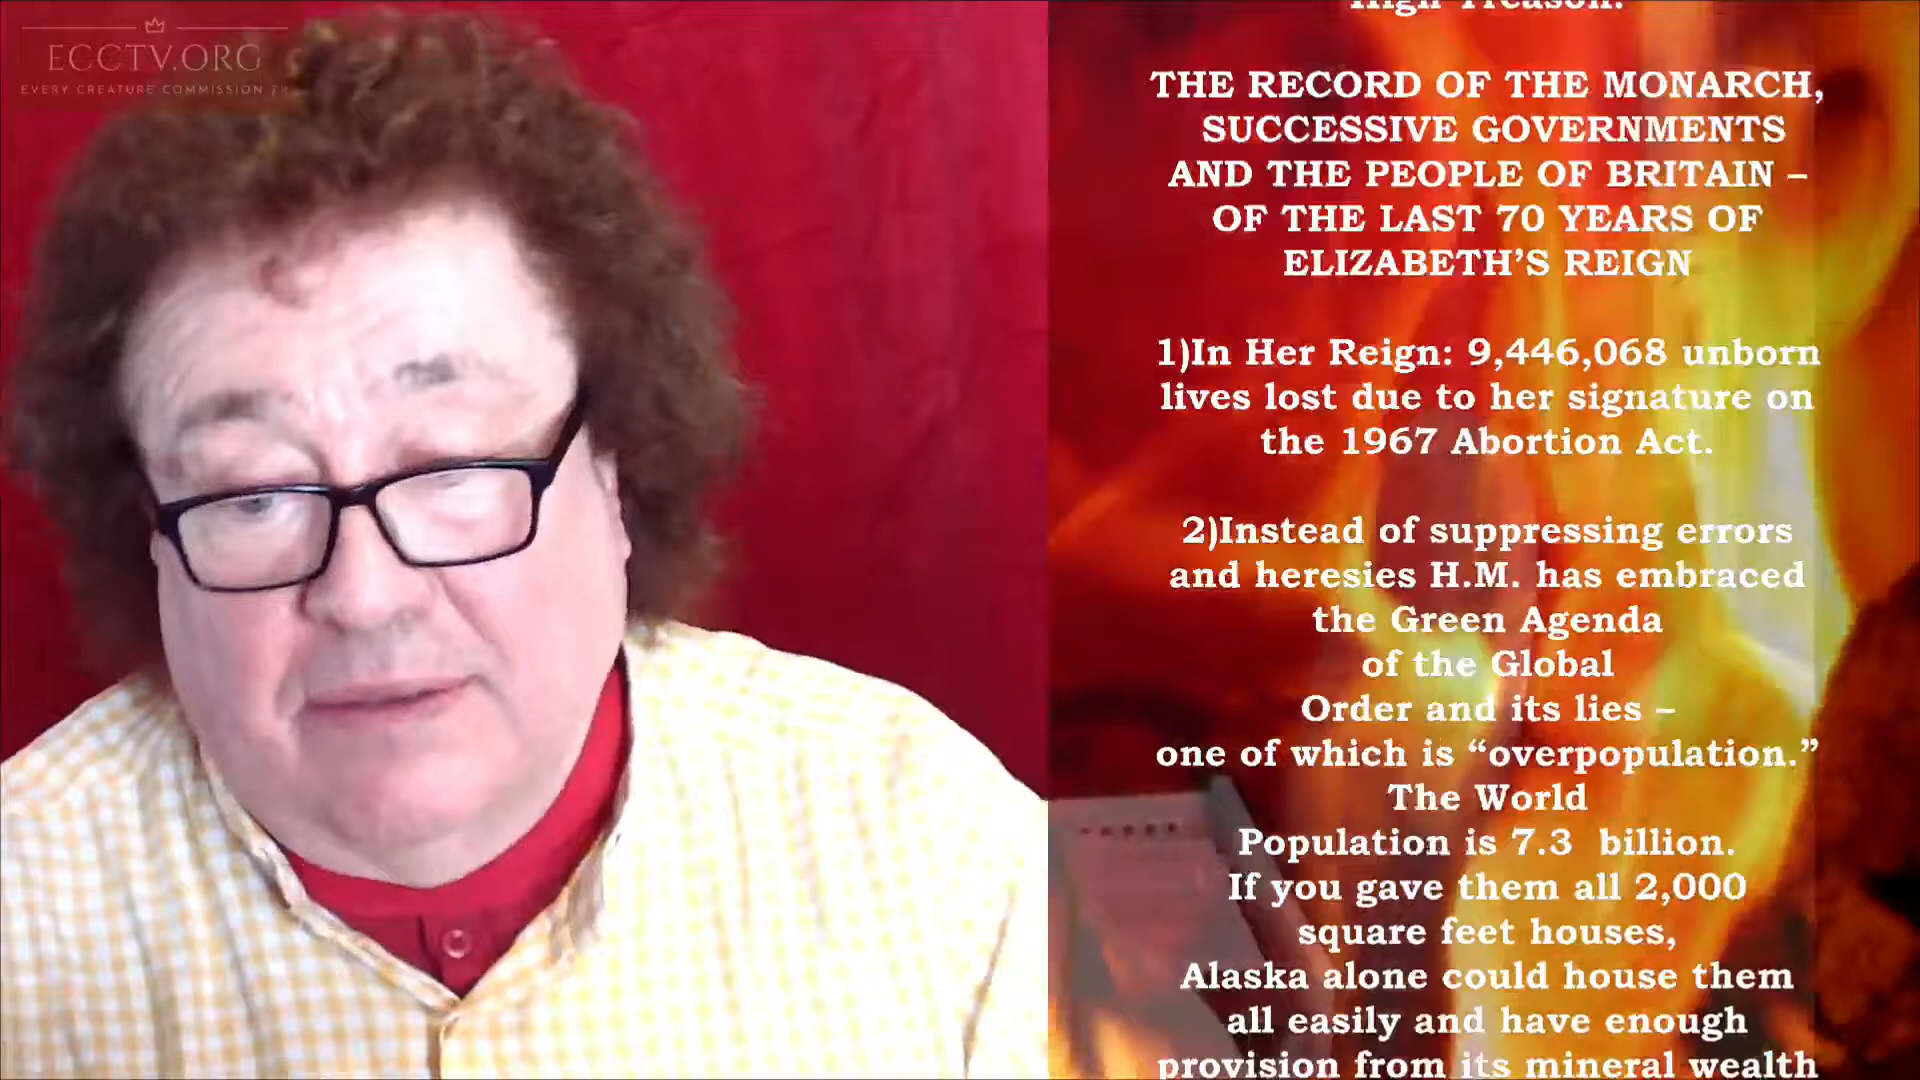 ECCTV.ORG
EVERY CREATURE COMMISSION TV
High Treason.
THE RECORD OF THE MONARCH,
SUCCESSIVE GOVERNMENTS
AND THE PEOPLE OF BRITAIN –
OF THE LAST 70 YEARS OF
ELIZABETH’S REIGN
1)In Her Reign: 9,446,068 unborn
lives lost due to her signature on
the 1967 Abortion Act.
2)Instead of suppressing errors
and heresies H.M. has embraced
the Green Agenda
of the Global
Order and its lies –
one of which is “overpopulation.”
The World
Population is 7.3 billion.
If you gave them all 2,000
square feet houses,
Alaska alone could house them
all easily and have enough
provision from its mineral wealth